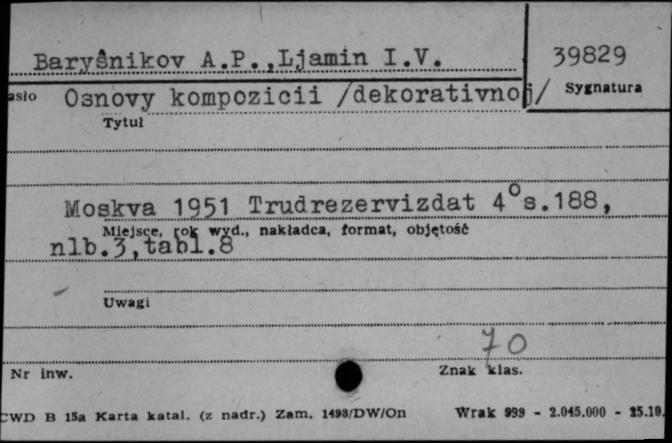 Baryšnikov A.P.,Ljamin I.V.
39829
asło Osnovy kompozicii /dekorativnoj/
Sygnatura
Tytuł
Moskva 1951 Trudrezervizdat 4° s.188,
Miejsce, rok wyd., nakładca, format, objętość
nlb.3,tabl.8
Uwagi
70
Nr inw.
Znak klas.
CWD B 15a Karta katal. (z nadr.) Zam. 1498/DW/On
Wrak 999 - 2.045.000 - 25.10.